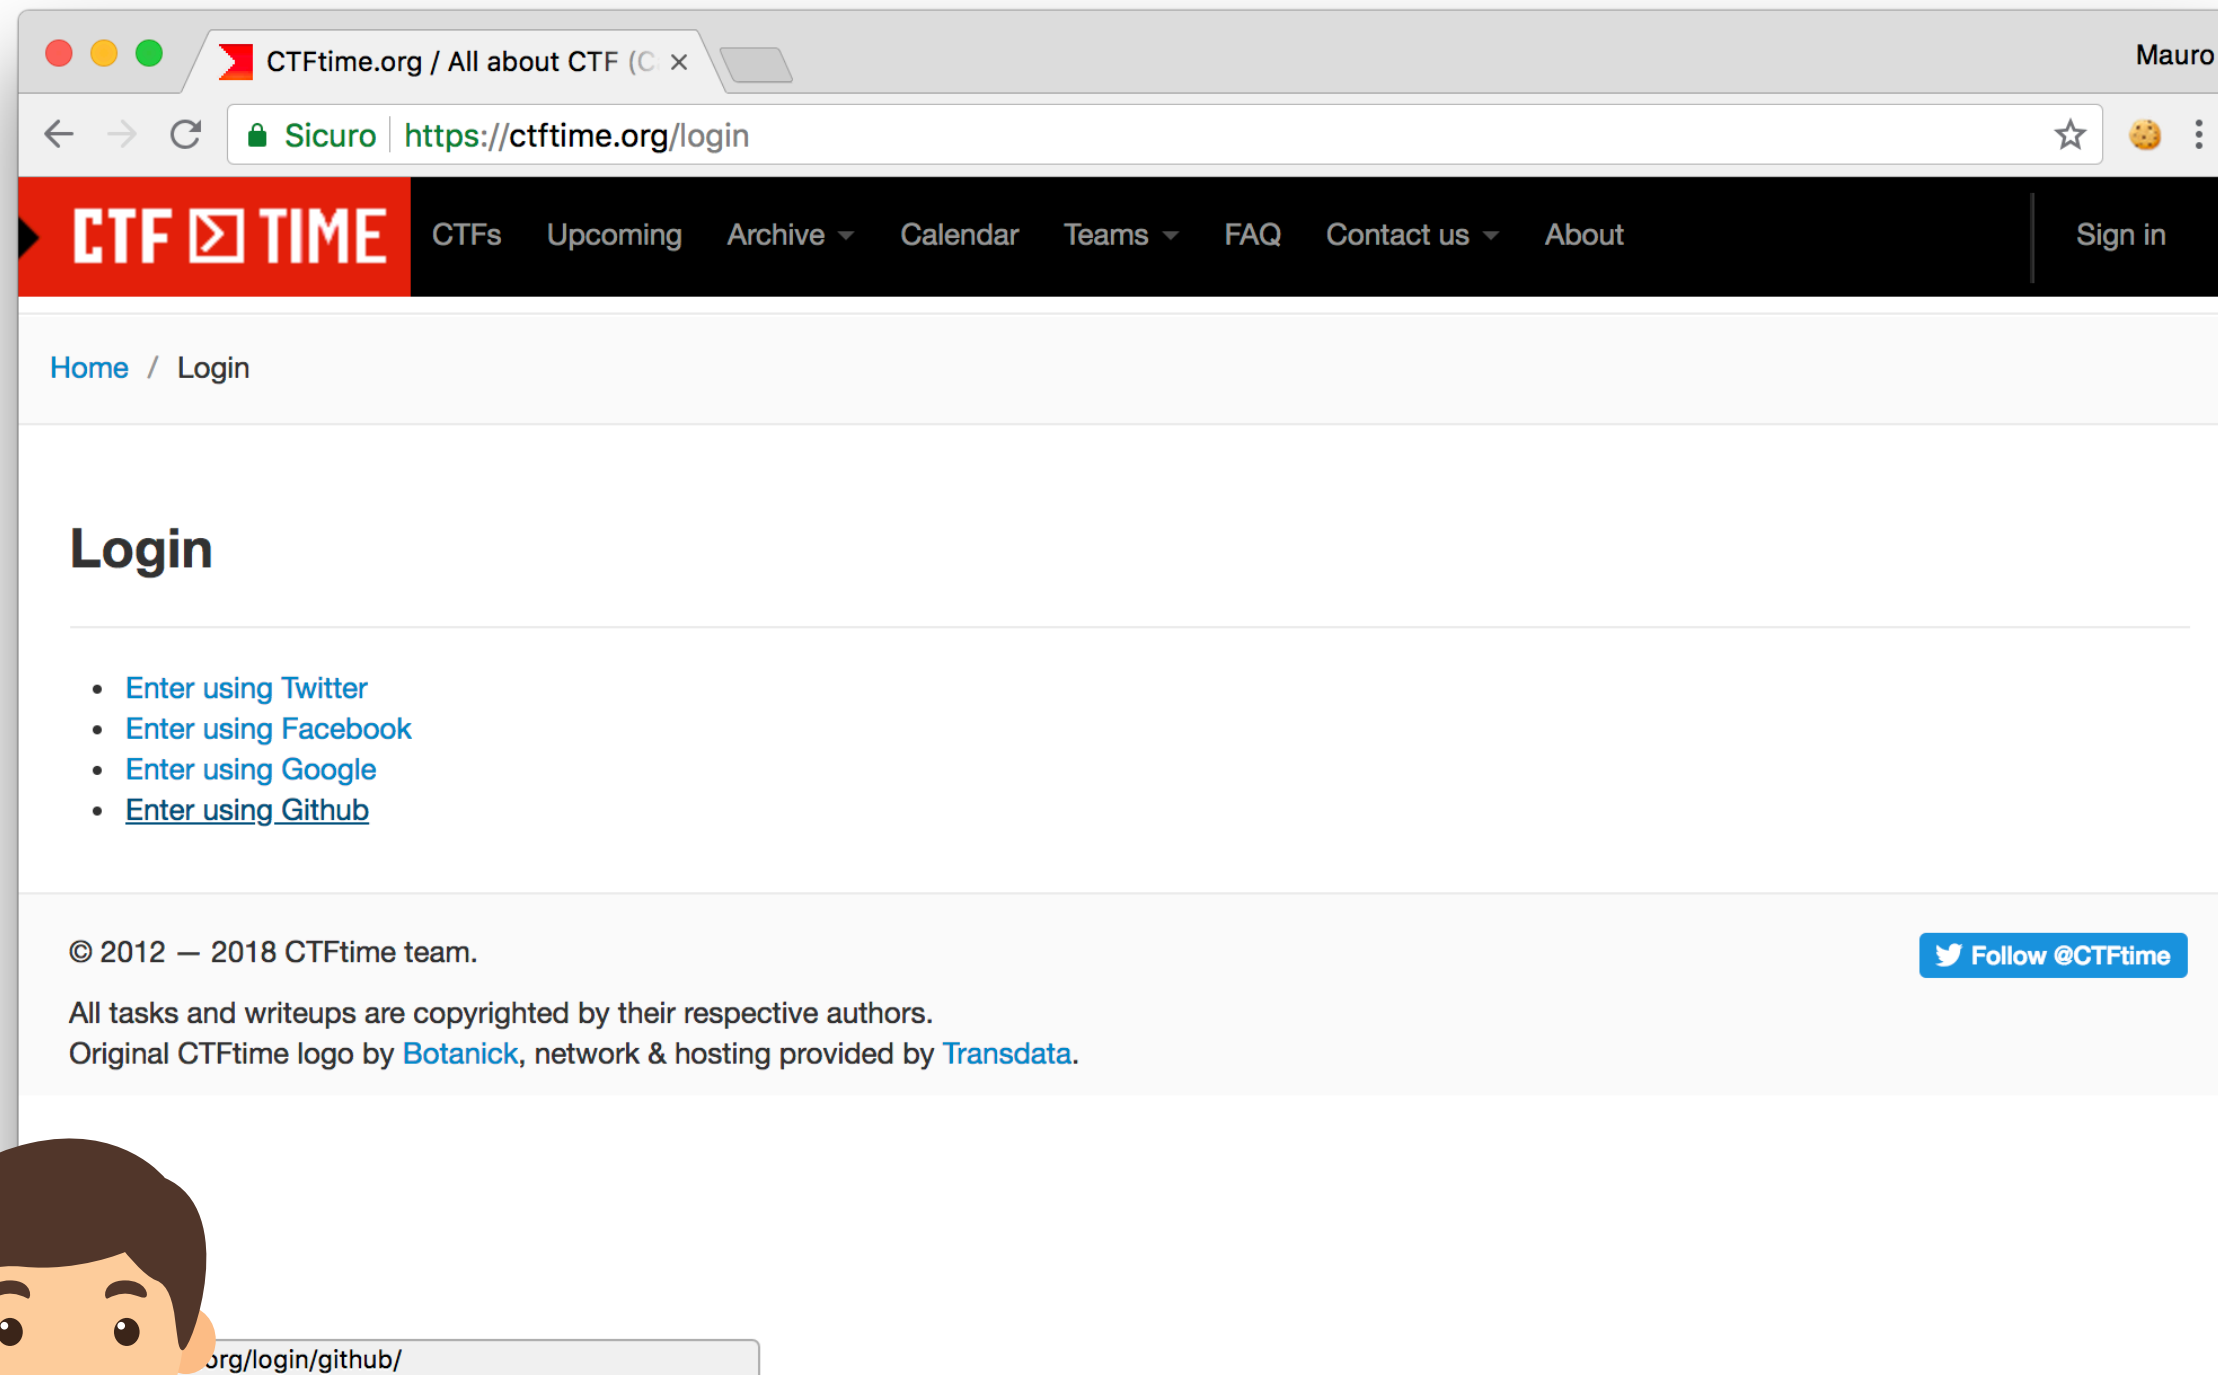 CTFtime.org / All about CTF (C
Mauro
Sicuro https://ctftime.org/login
CTF TIME CTFs Upcoming Archive Calendar Teams FAQ Contact us About Sign in
Home / Login
Login
Enter using Twitter
Enter using Facebook
Enter using Google
Enter using Github
© 2012 — 2018 CTFtime team.
Follow @CTFtime
All tasks and writeups are copyrighted by their respective authors.
Original CTFtime logo by Botanick, network & hosting provided by Transdata.
org/login/github/